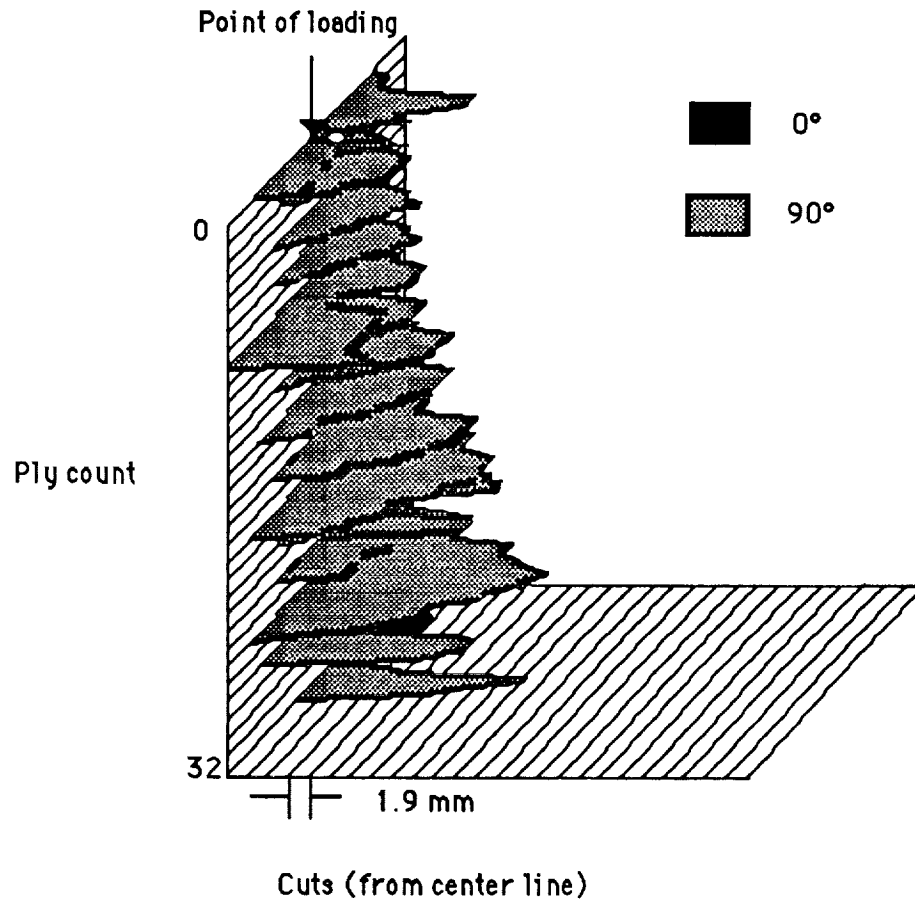 Point of loading
0°
90°
0
Ply count
32
1.9 mm
Cuts (from center line)